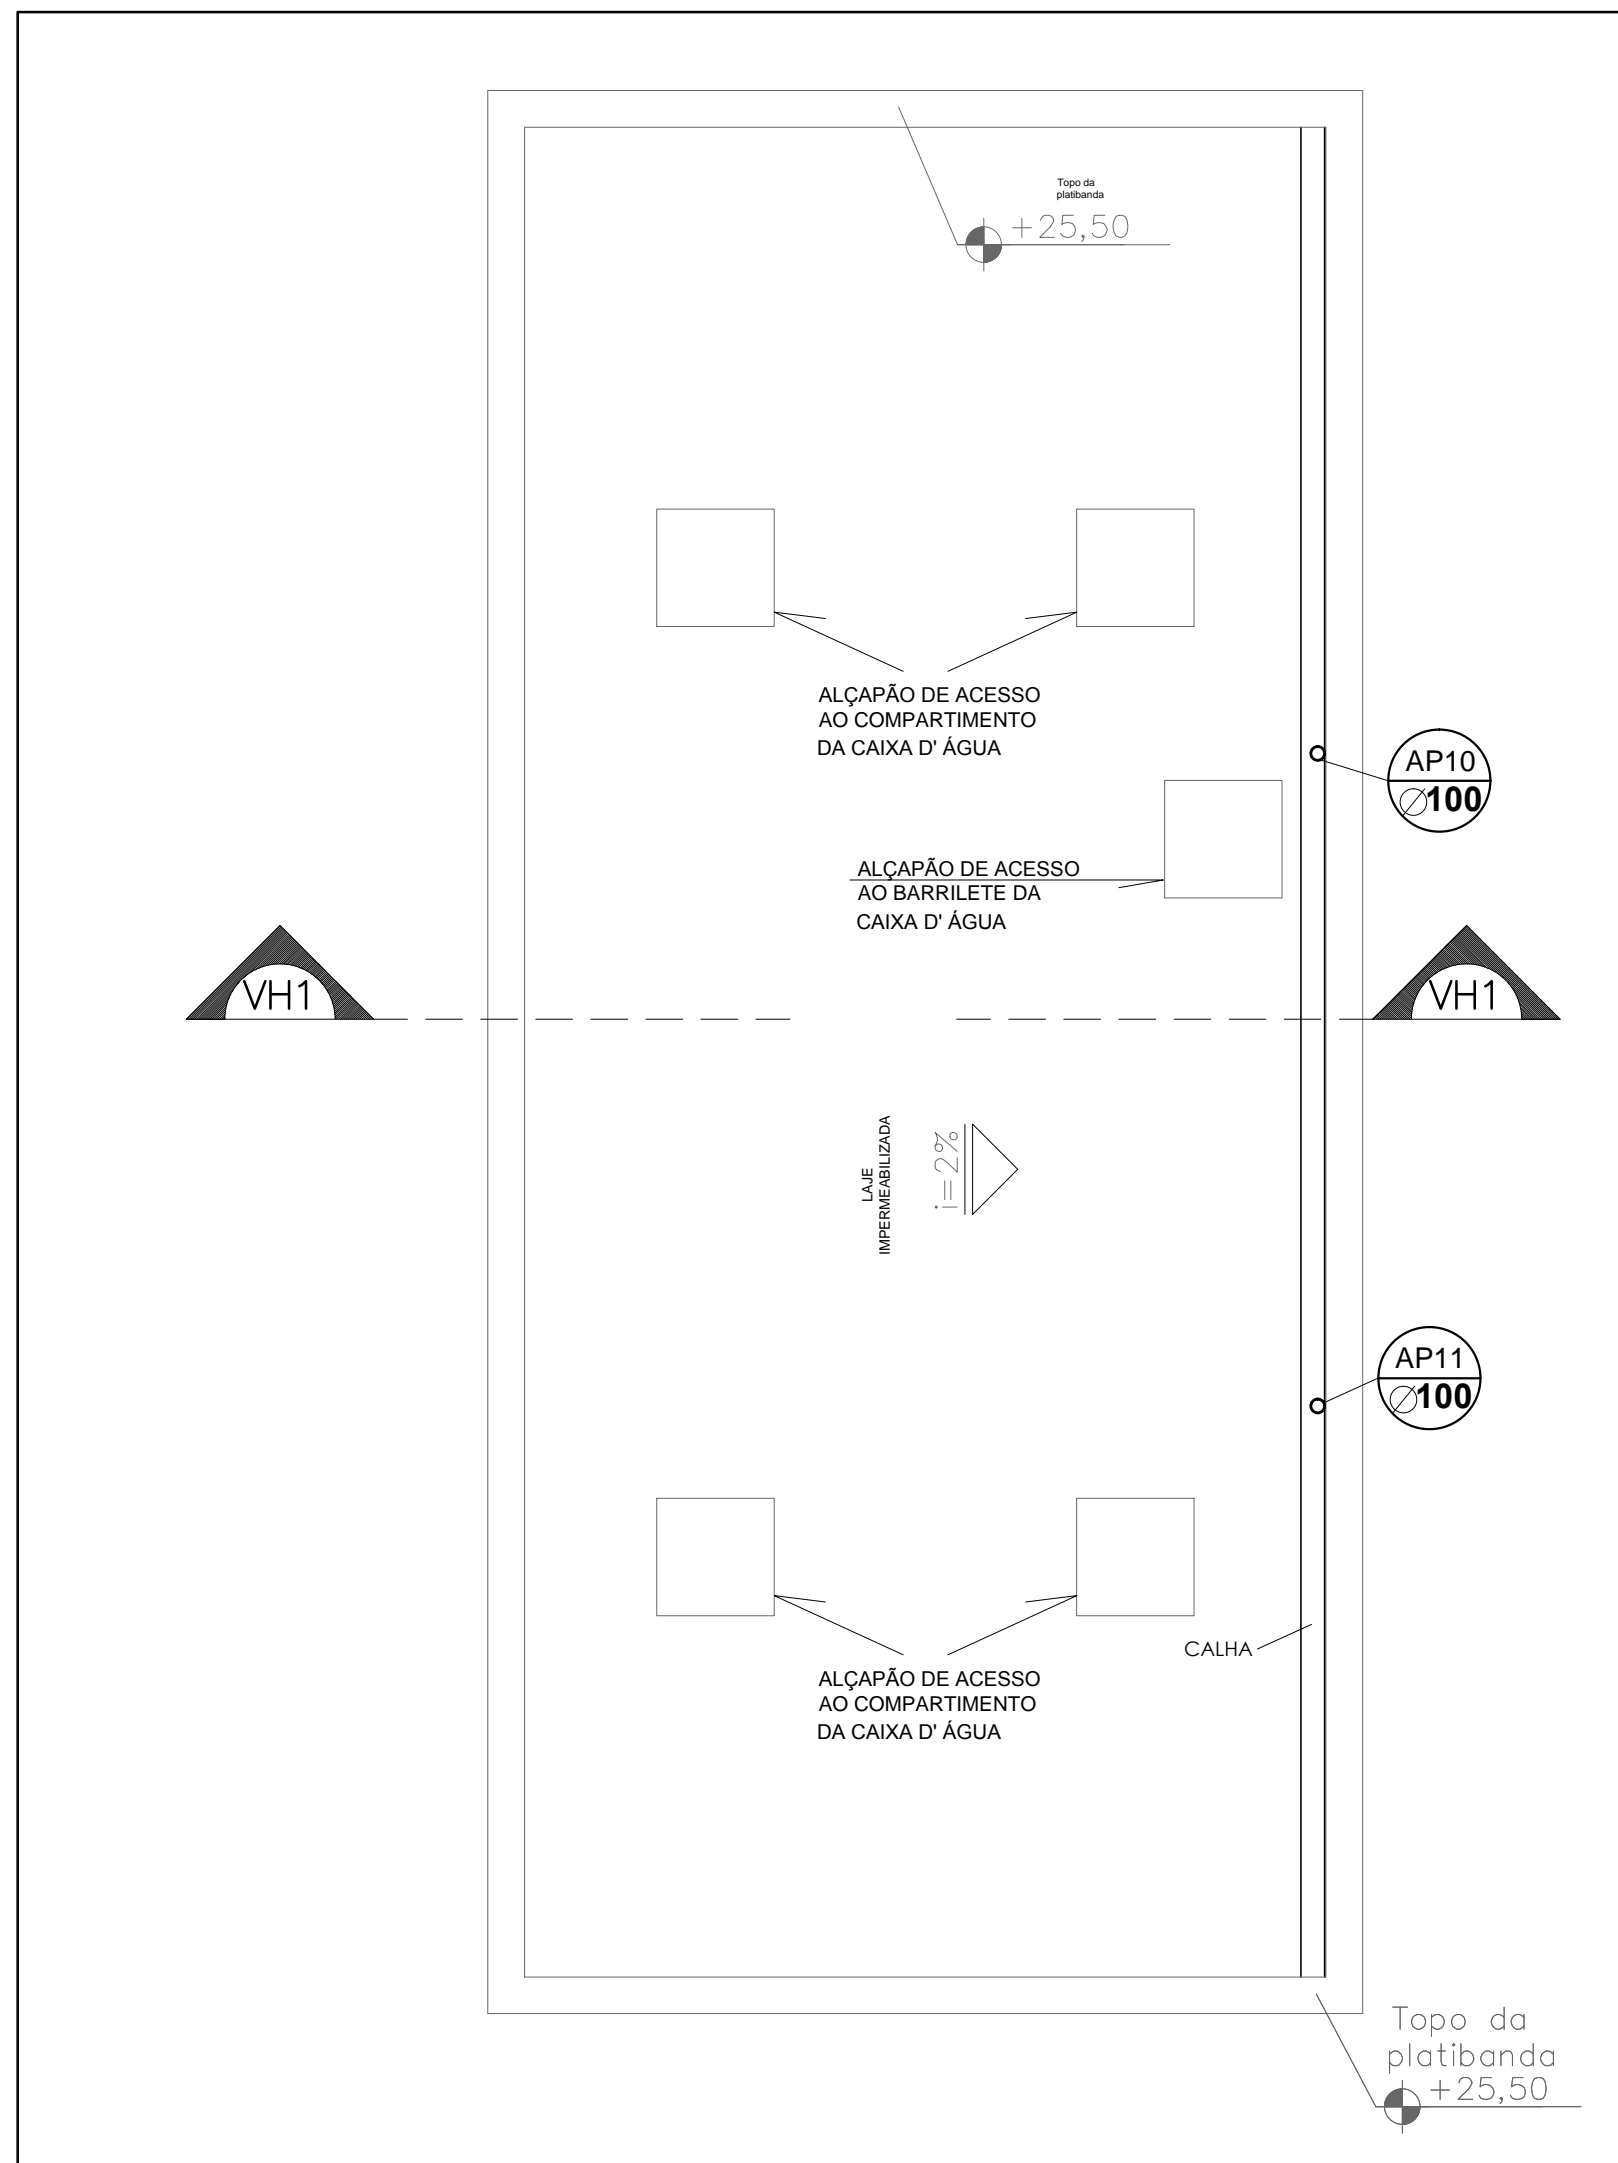 Topo da
platibanda
+25,50
ALÇAPÃO DE ACESSO
AO COMPARTIMENTO
DA CAIXA D' ÁGUA
AP10
∅100
ALÇAPÃO DE ACESSO
AO BARRILETE DA
CAIXA D' ÁGUA
VH1
VH1
LAJE
IMPERMEABILIZADA
i=2%
AP11
∅100
CALHA
ALÇAPÃO DE ACESSO
AO COMPARTIMENTO
DA CAIXA D' ÁGUA
Topo da
platibanda
+25,50